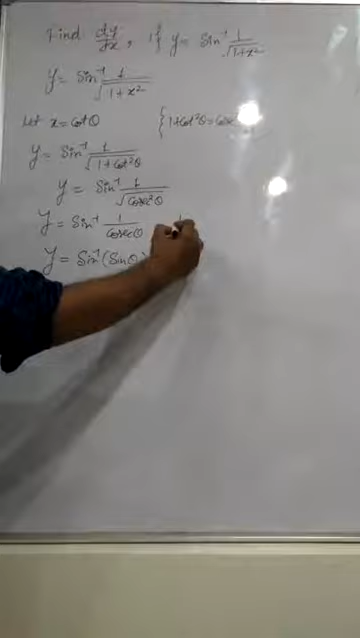 Find dy/dx, if y = Sin⁻¹ 1/√(1+x²)
y = Sin⁻¹ 1/√(1+x²)
Let x = Cotθ {1+Cot²θ = Cosec
y = Sin⁻¹ 1/√(1+Cot²θ)
y = Sin⁻¹ 1/√(Cosec²θ)
y = Sin⁻¹ 1/Cosecθ
y = Sin⁻¹(Sinθ)